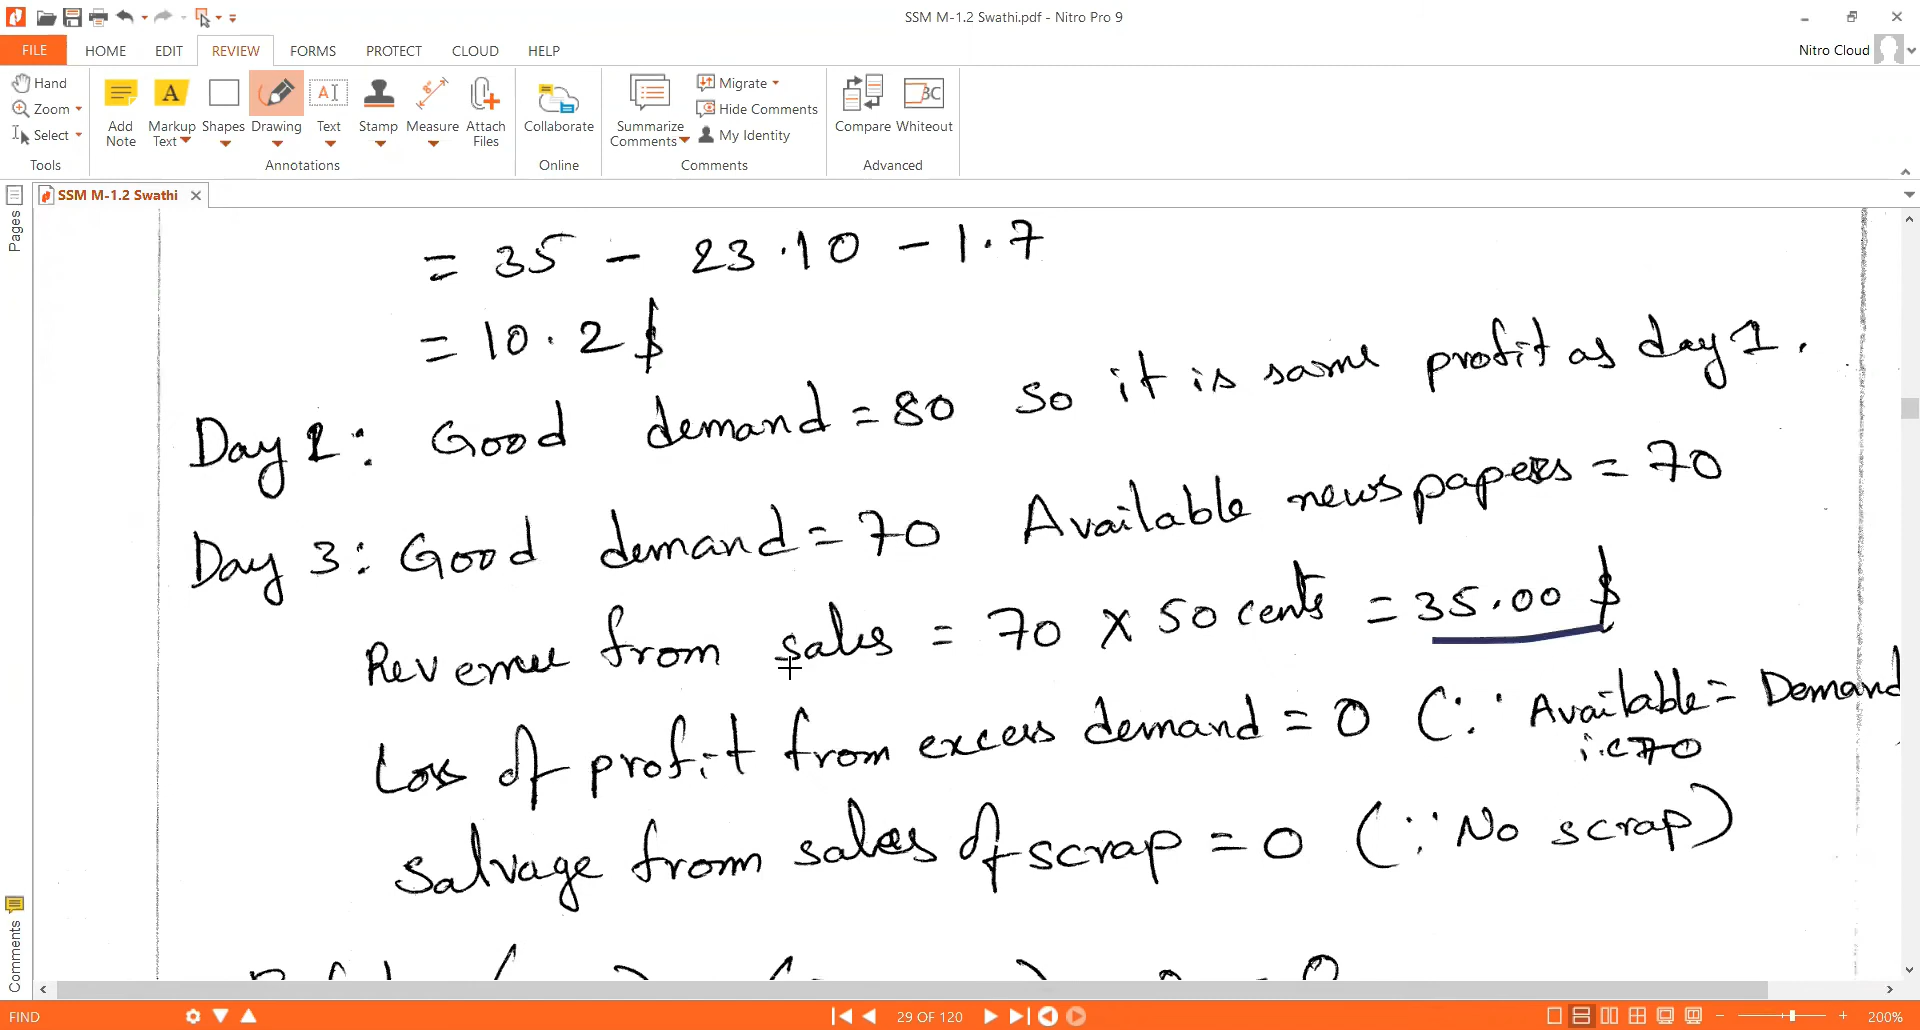 SSM M-1.2 Swathi.pdf - Nitro Pro 9
FILE HOME EDIT REVIEW FORMS PROTECT CLOUD HELP
Nitro Cloud
Hand
Zoom
Select
Tools
Add Note
Markup Text
Shapes
Drawing
Text
Stamp
Measure
Attach Files
Annotations
Collaborate
Online
Summarize Comments
Migrate
Hide Comments
My Identity
Comments
Compare
Whiteout
Advanced
SSM M-1.2 Swathi
Pages
= 35 - 23.10 - 1.7
= 10.2 $
Day 2: Good demand = 80 so it is same profit as day 1.
Day 3: Good demand = 70 Available newspapers = 70
Revenue from sales = 70 x 50 cents = 35.00 $
Loss of profit from excess demand = 0 (∵ Available = Demand
i.e 70
Salvage from sales of scrap = 0 (∵ No scrap)
Comments
FIND
29 OF 120
200%